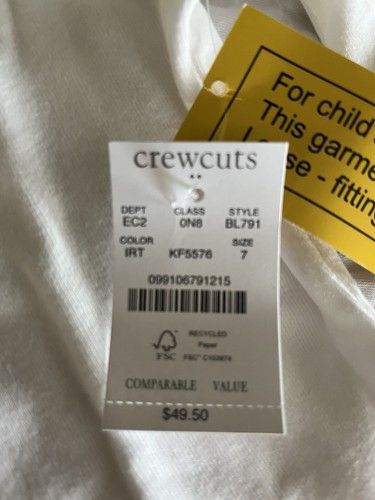 For child
This garme
se - fitting
crewcuts
DEPT CLASS STYLE
EC2 0N8 BL791
COLOR SIZE
IRT KF5576 7
099106791215
RECYCLED
Paper
FSC FSC® C103674
COMPARABLE VALUE
$49.50